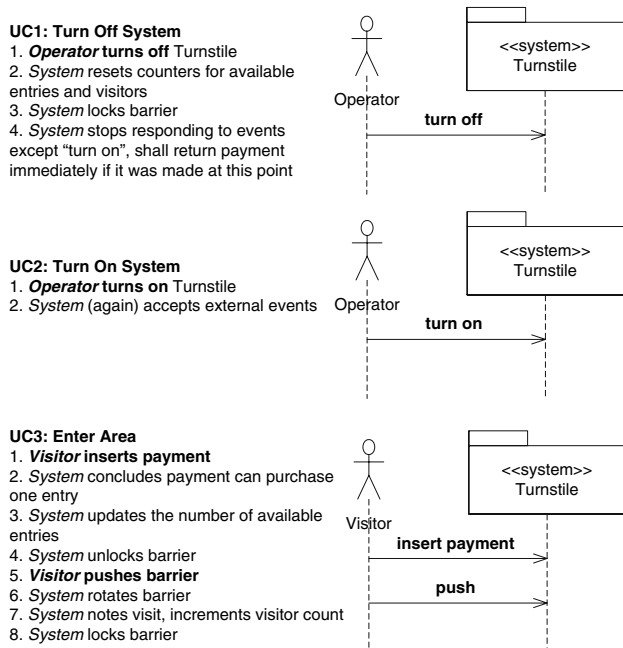 UC1: Turn Off System
1. Operator turns off Turnstile
2. System resets counters for available
entries and visitors
3. System locks barrier
4. System stops responding to events
except “turn on”, shall return payment
immediately if it was made at this point
Operator
<<system>>
Turnstile
turn off
UC2: Turn On System
1. Operator turns on Turnstile
2. System (again) accepts external events
Operator
<<system>>
Turnstile
turn on
UC3: Enter Area
1. Visitor inserts payment
2. System concludes payment can purchase
one entry
3. System updates the number of available
entries
4. System unlocks barrier
5. Visitor pushes barrier
6. System rotates barrier
7. System notes visit, increments visitor count
8. System locks barrier
Visitor
<<system>>
Turnstile
insert payment
push